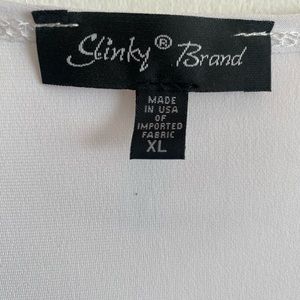 Slinky® Brand
MADE
IN USA
OF
IMPORTED
FABRIC
XL